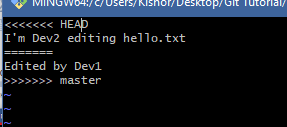 MINGW64:/c/Users/Kishor/Desktop/Git Tutorial/
<<<<<<< HEAD
I'm Dev2 editing hello.txt
=======
Edited by Dev1
>>>>>>> master
~
~